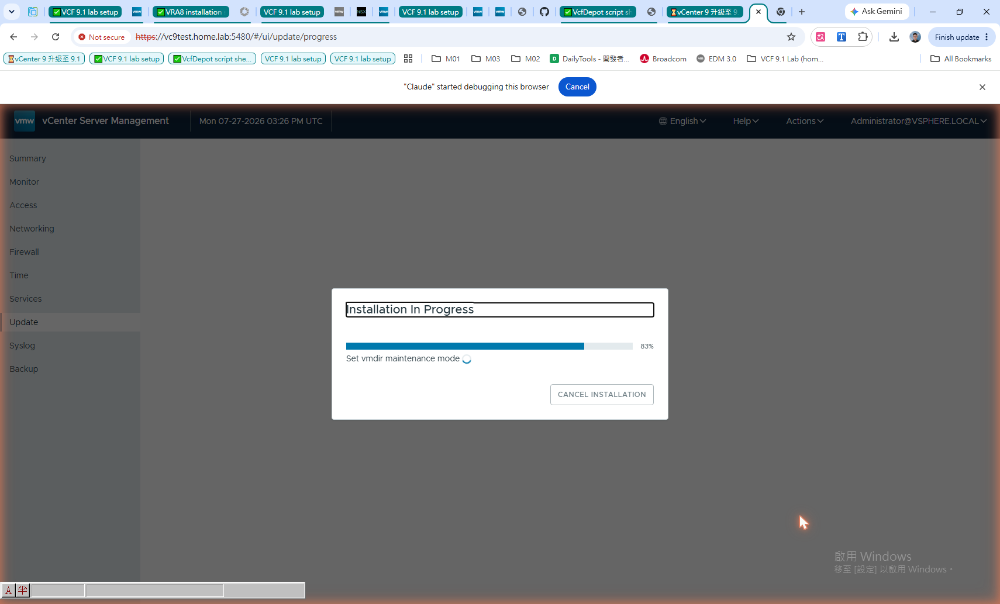 ✅VCF 9.1 lab setup
vmw
✅VRA8 installation
VCF 9.1 lab setup
vmw
NSX
vmw
VCF 9.1 lab setup
vmw
vmw
✅VcfDepot script sh
⌛vCenter 9 升级至 9
Ask Gemini
Not secure
https://vc9test.home.lab:5480/#/ui/update/progress
Finish update
⌛vCenter 9 升级至 9.1
✅VCF 9.1 lab setup
✅VcfDepot script she...
VCF 9.1 lab setup
VCF 9.1 lab setup
M01
M03
M02
DailyTools - 開發者...
Broadcom
EDM 3.0
VCF 9.1 Lab (hom...
All Bookmarks
"Claude" started debugging this browser
Cancel
vmw
vCenter Server Management
Mon 07-27-2026 03:26 PM UTC
English
Help
Actions
Administrator@VSPHERE.LOCAL
Summary
Monitor
Access
Networking
Firewall
Time
Services
Update
Syslog
Backup
Installation In Progress
83%
Set vmdir maintenance mode
CANCEL INSTALLATION
啟用 Windows
移至 [設定] 以啟用 Windows。
A 半